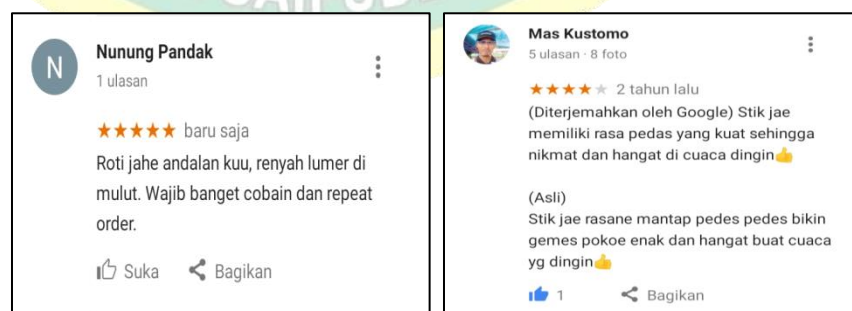 N
Nunung Pandak
1 ulasan
baru saja
Roti jahe andalan kuu, renyah lumer di
mulut. Wajib banget cobain dan repeat
order.
Suka
Bagikan
Mas Kustomo
5 ulasan · 8 foto
2 tahun lalu
(Diterjemahkan oleh Google) Stik jae
memiliki rasa pedas yang kuat sehingga
nikmat dan hangat di cuaca dingin👍
(Asli)
Stik jae rasane mantap pedes pedes bikin
gemes pokoe enak dan hangat buat cuaca
yg dingin👍
1
Bagikan